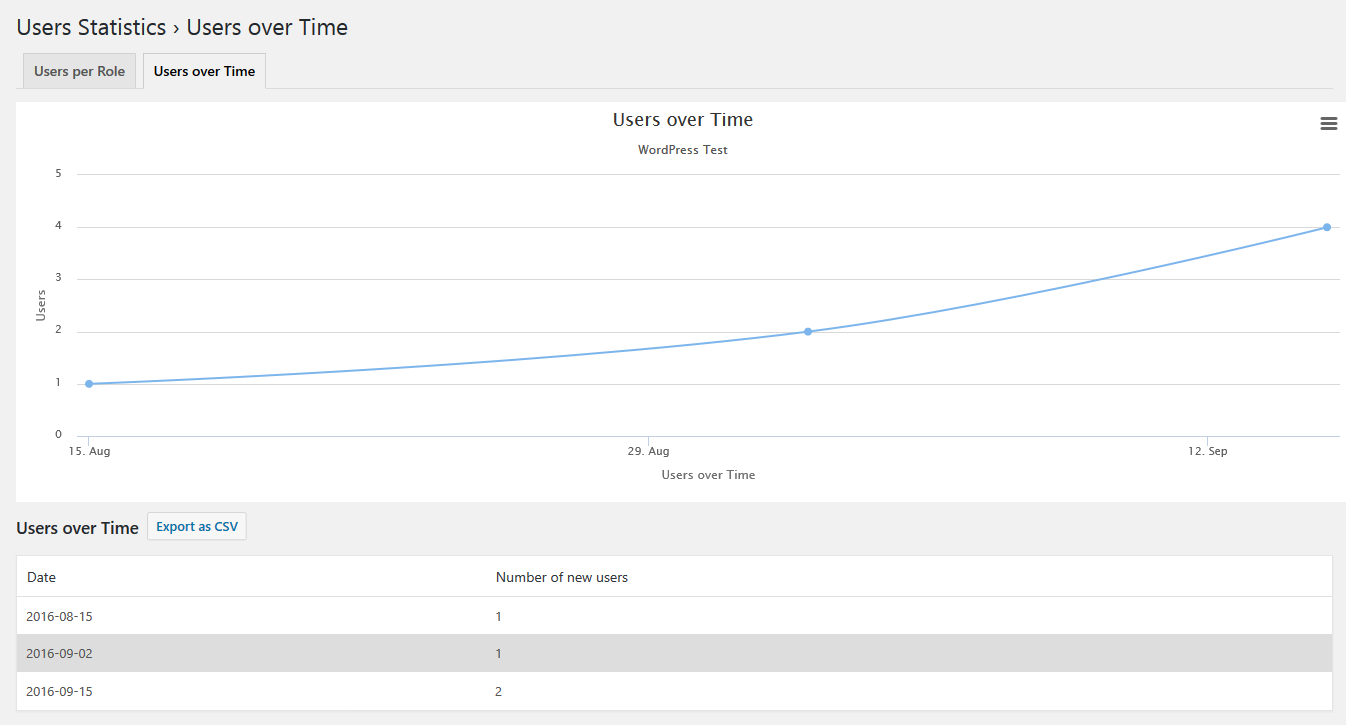 Users Statistics › Users over Time
Users per Role
Users over Time
Users over Time
WordPress Test
5
4
3
2
1
0
Users
15. Aug
29. Aug
12. Sep
Users over Time
Users over Time
Export as CSV
Date Number of new users
2016-08-15 1
2016-09-02 1
2016-09-15 2